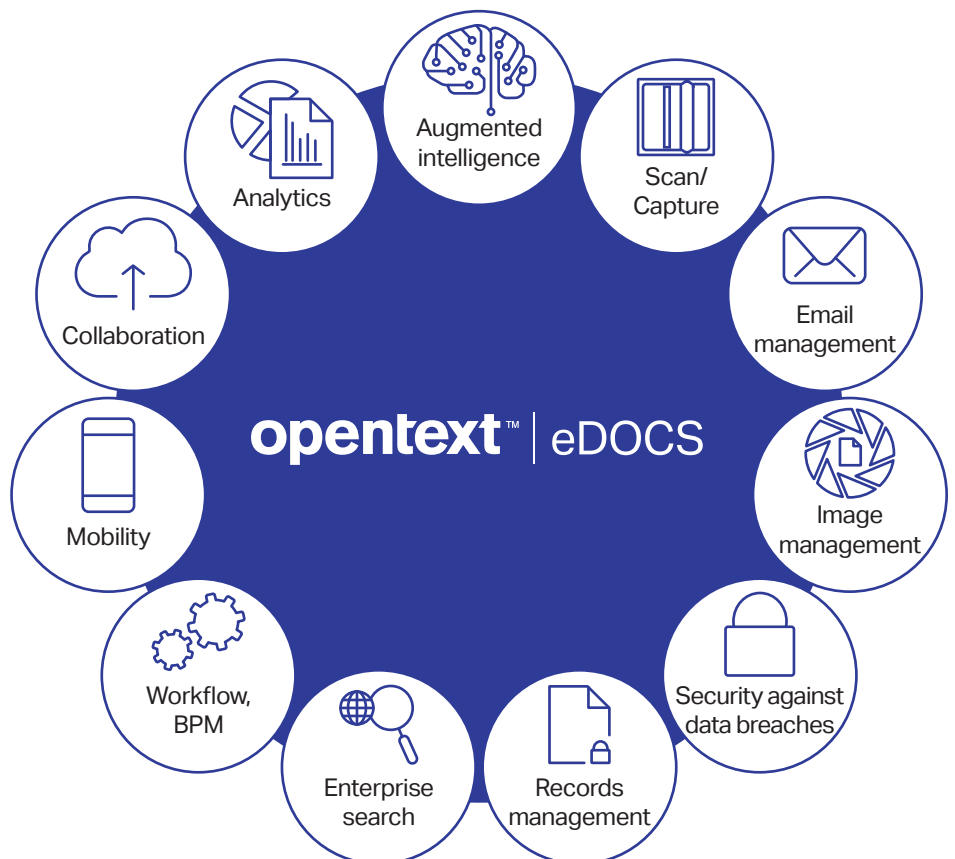 Augmented
intelligence
Scan/
Capture
Email
management
Image
management
Security against
data breaches
Records
management
Enterprise
search
Workflow,
BPM
Mobility
Collaboration
Analytics
opentext™ | eDOCS